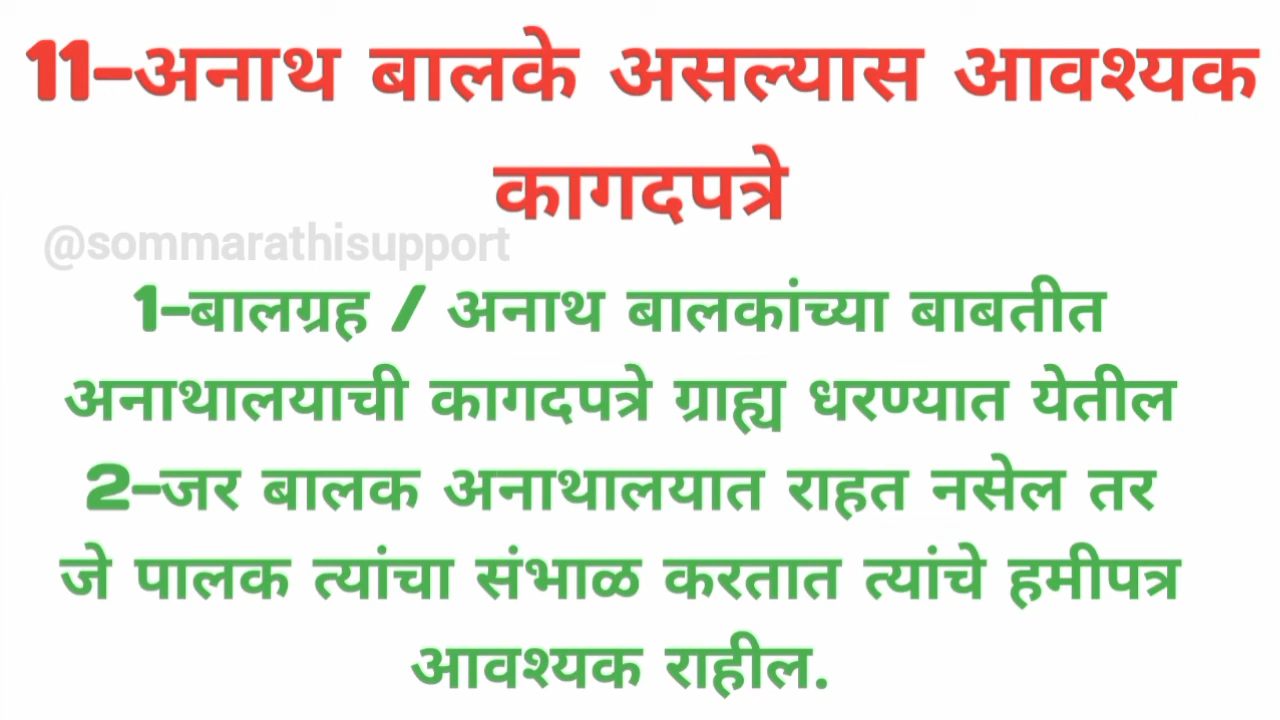 11-अनाथ बालके असल्यास आवश्यक
कागदपत्रे
@sommarathisupport
1-बालग्रह / अनाथ बालकांच्या बाबतीत
अनाथालयाची कागदपत्रे ग्राह्य धरण्यात येतील
2-जर बालक अनाथालयात राहत नसेल तर
जे पालक त्यांचा संभाळ करतात त्यांचे हमीपत्र
आवश्यक राहील.